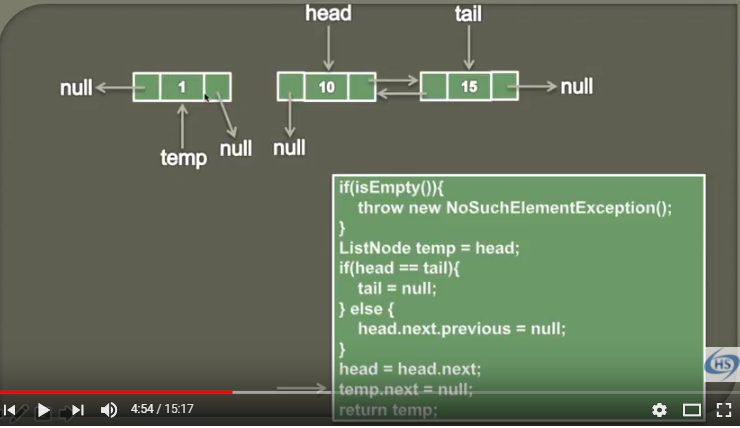 head
tail
null
1
10
15
null
temp
null
null
if(isEmpty()){
throw new NoSuchElementException();
}
ListNode temp = head;
if(head == tail){
tail = null;
} else {
head.next.previous = null;
}
head = head.next;
temp.next = null;
return temp;
HS
4:54 / 15:17